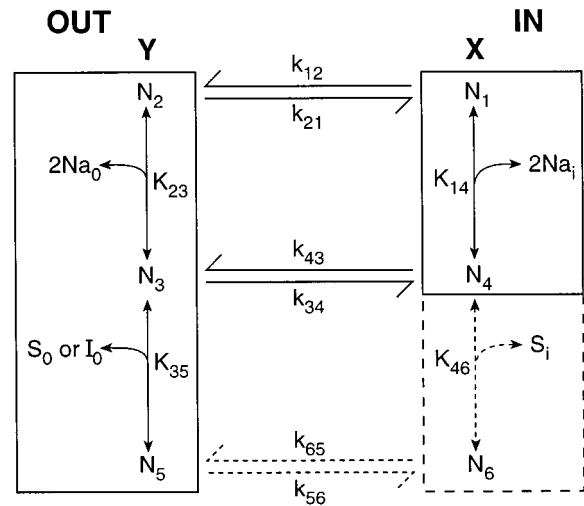 OUT IN
Y X
N₂ k₁₂ N₁
k₂₁
2Na₀ K₂₃ K₁₄ 2Naᵢ
N₃ k₄₃ N₄
k₃₄
S₀ or I₀ K₃₅ K₄₆ Sᵢ
N₅ k₆₅ N₆
k₅₆